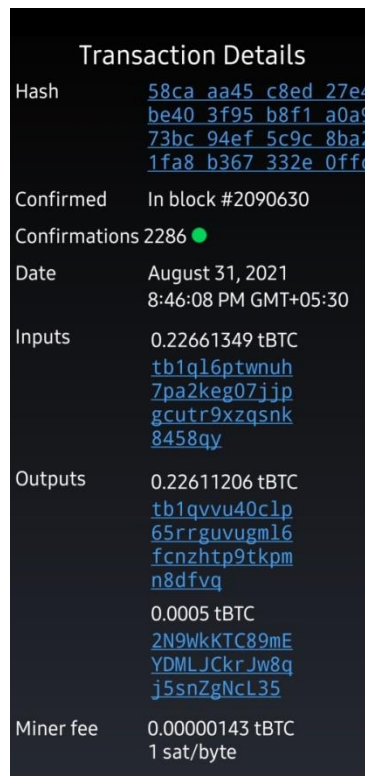 Transaction Details
Hash 58ca aa45 c8ed 27e4
be40 3f95 b8f1 a0a9
73bc 94ef 5c9c 8ba2
1fa8 b367 332e 0ffc
Confirmed In block #2090630
Confirmations 2286
Date August 31, 2021
8:46:08 PM GMT+05:30
Inputs 0.22661349 tBTC
tb1ql6ptwnuh
7pa2keg07jjp
gcutr9xzqsnk
8458qy
Outputs 0.22611206 tBTC
tb1qvvu40clp
65rrguvugml6
fcnzhtp9tkpm
n8dfvq
0.0005 tBTC
2N9WkKTC89mE
YDMLJCkrJw8q
j5snZgNcL35
Miner fee 0.00000143 tBTC
1 sat/byte